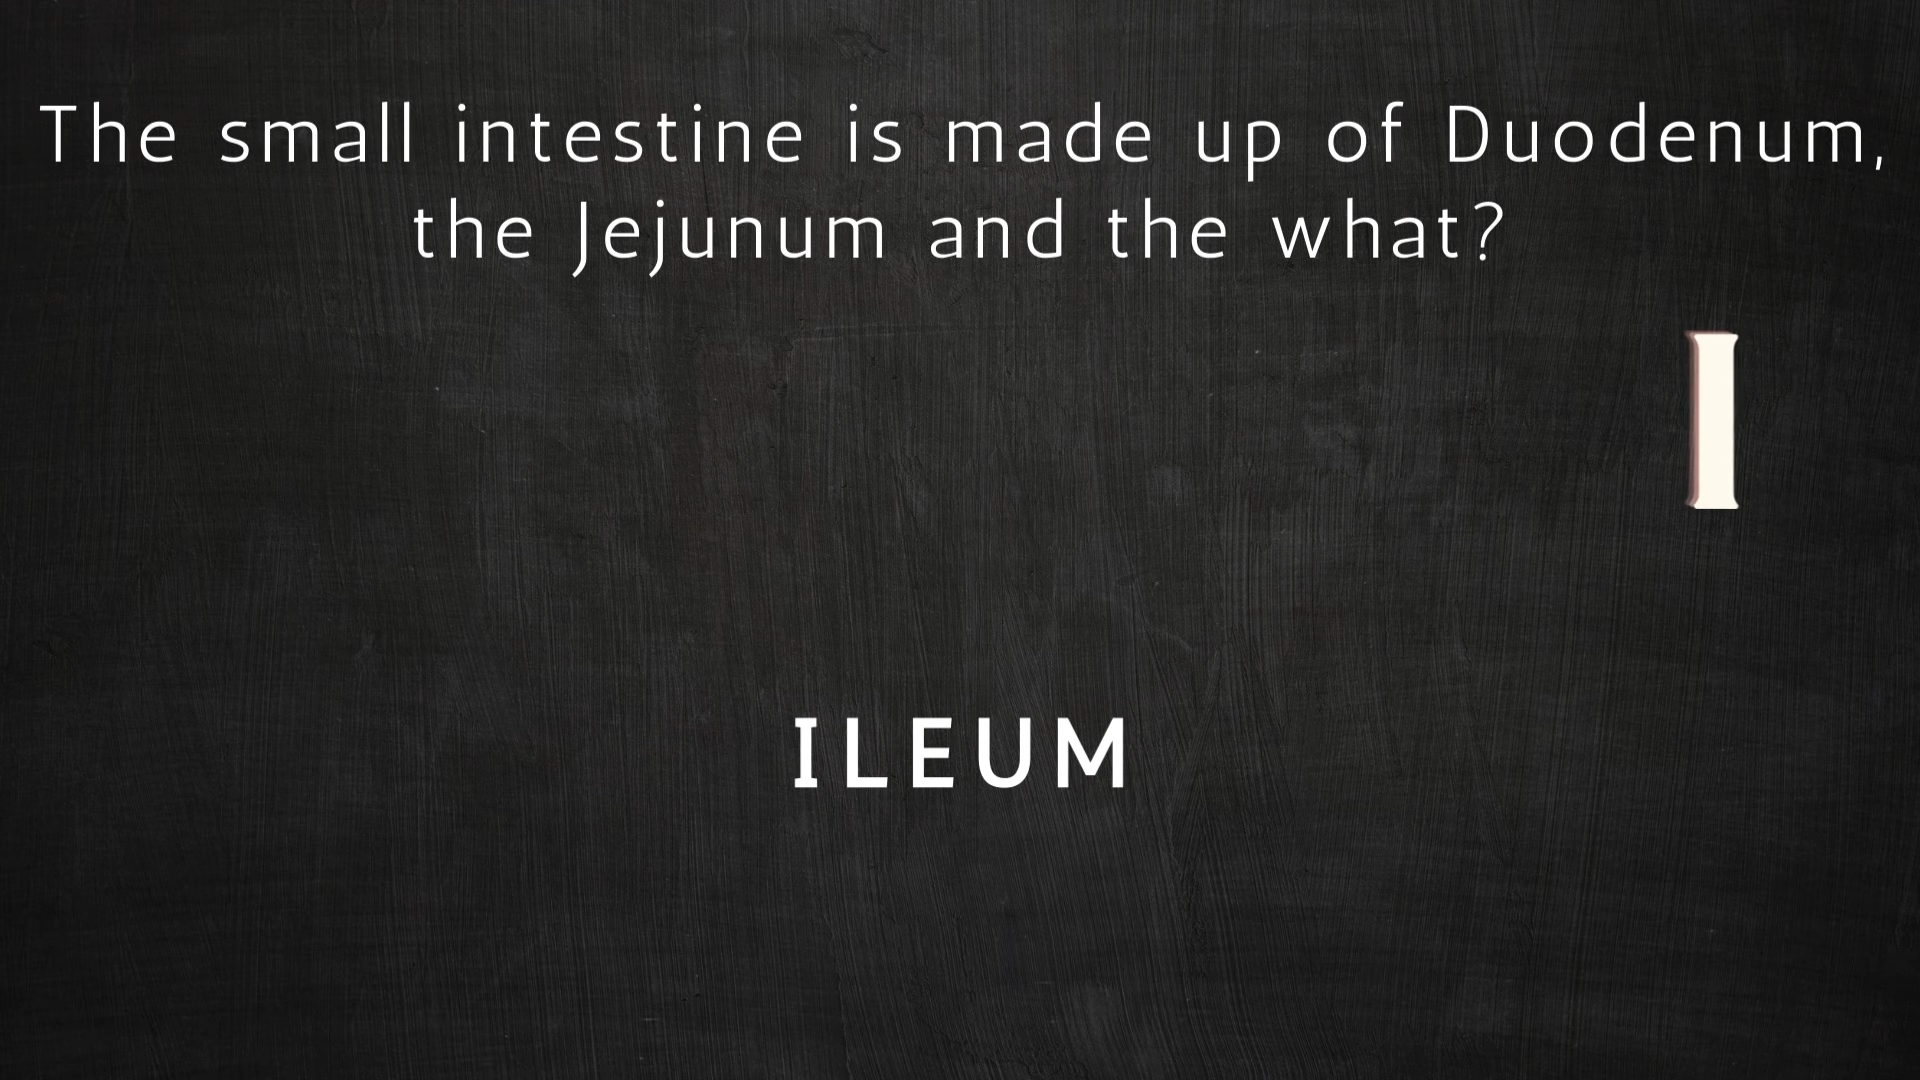 The small intestine is made up of Duodenum,
the Jejunum and the what?
I
ILEUM